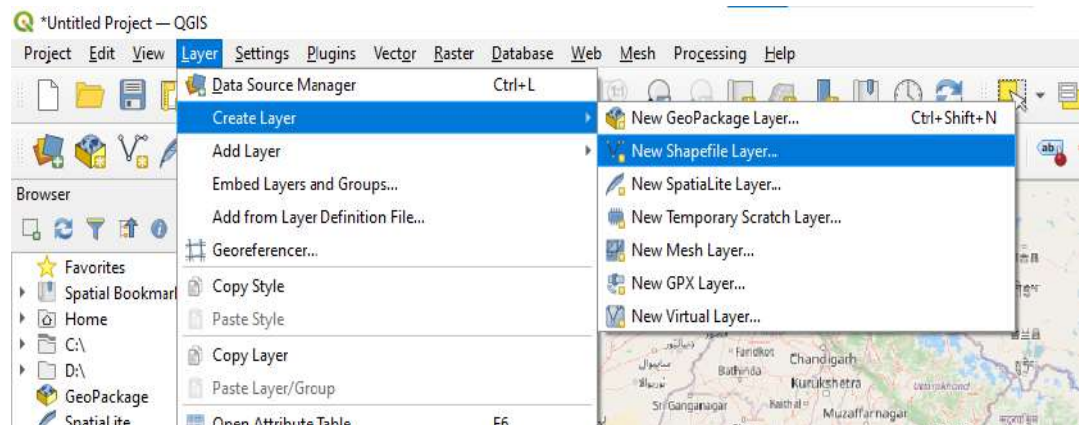 *Untitled Project — QGIS
Project Edit View Layer Settings Plugins Vector Raster Database Web Mesh Processing Help
Data Source Manager Ctrl+L
Create Layer
New GeoPackage Layer... Ctrl+Shift+N
Add Layer
New Shapefile Layer...
Embed Layers and Groups...
New SpatiaLite Layer...
Add from Layer Definition File...
New Temporary Scratch Layer...
Georeferencer...
New Mesh Layer...
Copy Style
New GPX Layer...
Paste Style
New Virtual Layer...
Copy Layer
Paste Layer/Group
Open Attribute Table F6
Browser
Favorites
Spatial Bookmar
Home
C:\
D:\
GeoPackage
SpatiaLite
ab
Faridkot Chandigarh
Bathinda
Kurukshetra
Uttarakhand
Sri Ganganagar Kaithal
Muzaffarnagar